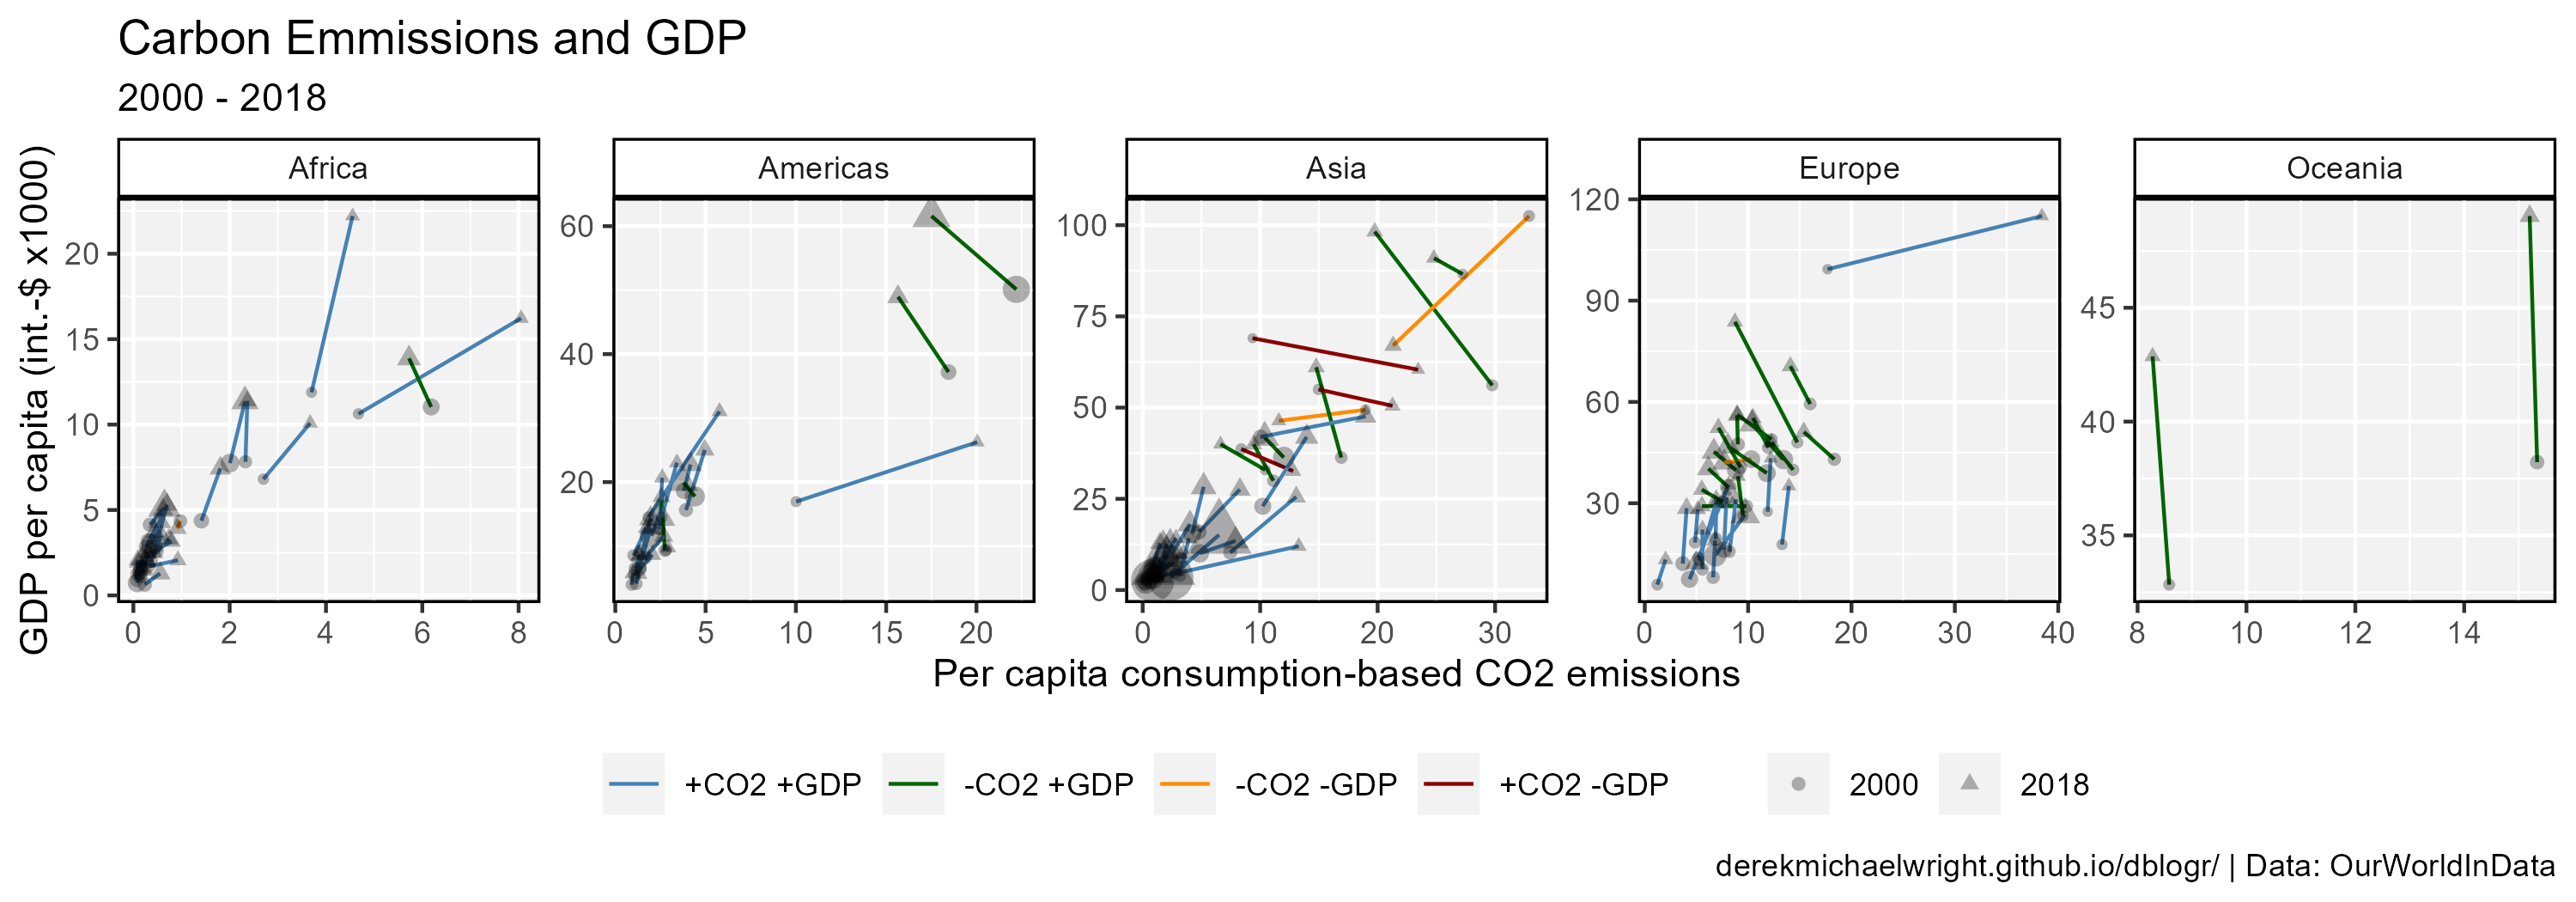 Carbon Emmissions and GDP
2000 - 2018
GDP per capita (int.-$ x1000)
Africa
Americas
Asia
Europe
Oceania
20
15
10
5
0
0 2 4 6 8
60
40
20
0 5 10 15 20
100
75
50
25
0
0 10 20 30
120
90
60
30
0 10 20 30 40
45
40
35
8 10 12 14
Per capita consumption-based CO2 emissions
+CO2 +GDP -CO2 +GDP -CO2 -GDP +CO2 -GDP 2000 2018
derekmichaelwright.github.io/dblogr/ | Data: OurWorldInData